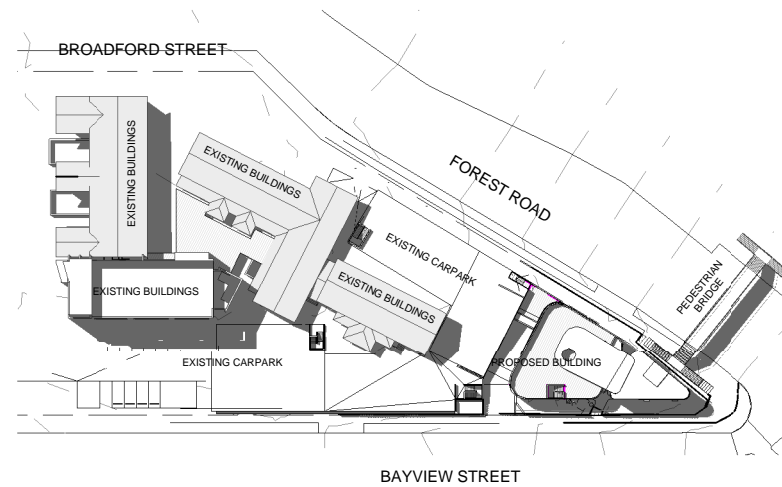 BROADFORD STREET
EXISTING BUILDINGS
EXISTING BUILDINGS
FOREST ROAD
EXISTING CARPARK
PEDESTRIAN
BRIDGE
EXISTING BUILDINGS
EXISTING BUILDINGS
EXISTING CARPARK
PROPOSED BUILDING
BAYVIEW STREET